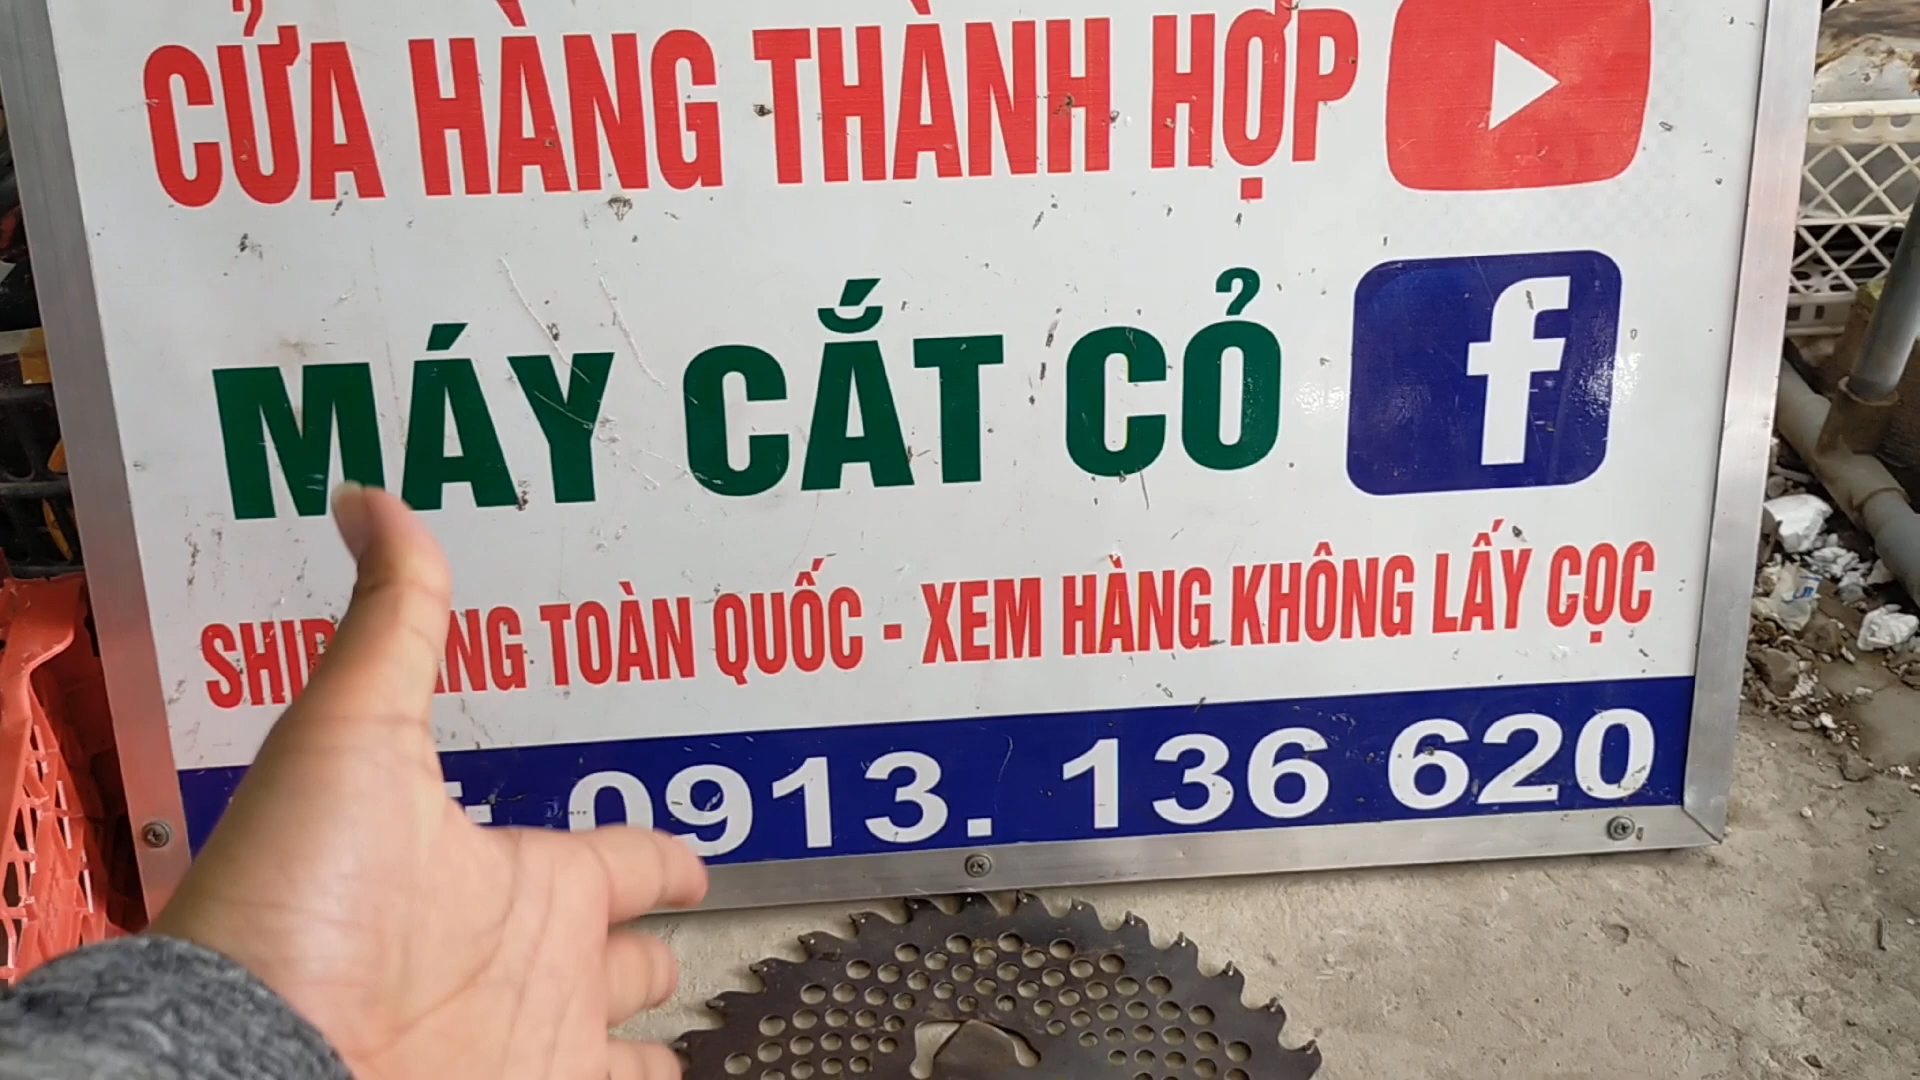 CỬA HÀNG THÀNH HỢP
MÁY CẮT CỎ
f
SHIP TOÀN QUỐC - XEM HÀNG KHÔNG LẤY CỌC
0913. 136 620